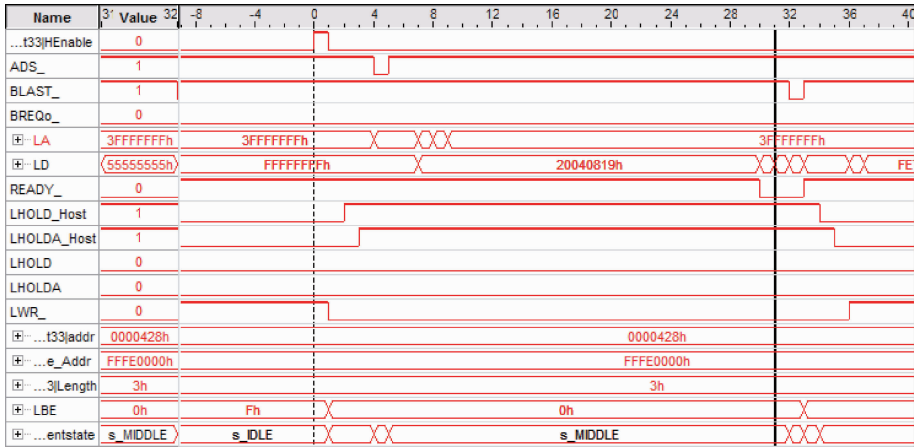 Name 3 Value 32 -8 -4 0 4 8 12 16 20 24 28 32 36 40
...t33|HEnable 0
ADS_ 1
BLAST_ 1
BREQo_ 0
LA 3FFFFFFFh 3FFFFFFFh 3FFFFFFFh
LD 55555555h FFFFFFFFh 20040819h FE
READY_ 0
LHOLD_Host 1
LHOLDA_Host 1
LHOLD 0
LHOLDA 0
LWR_ 0
...t33|addr 0000428h 0000428h
...e_Addr FFFE0000h FFFE0000h
...3|Length 3h 3h
LBE 0h Fh 0h
...entstate s_MIDDLE s_IDLE s_MIDDLE